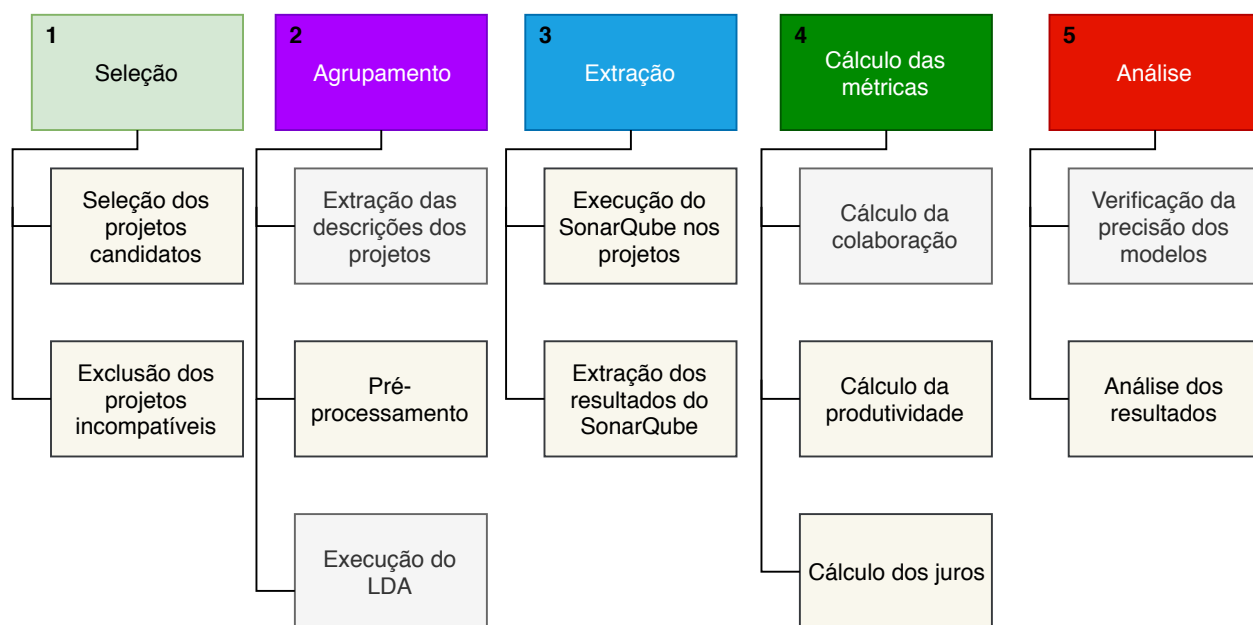 1
Seleção
Seleção dos
projetos
candidatos
Exclusão dos
projetos
incompatíveis
2
Agrupamento
Extração das
descrições dos
projetos
Pré-
processamento
Execução do
LDA
3
Extração
Execução do
SonarQube nos
projetos
Extração dos
resultados do
SonarQube
4
Cálculo das
métricas
Cálculo da
colaboração
Cálculo da
produtividade
Cálculo dos juros
5
Análise
Verificação da
precisão dos
modelos
Análise dos
resultados